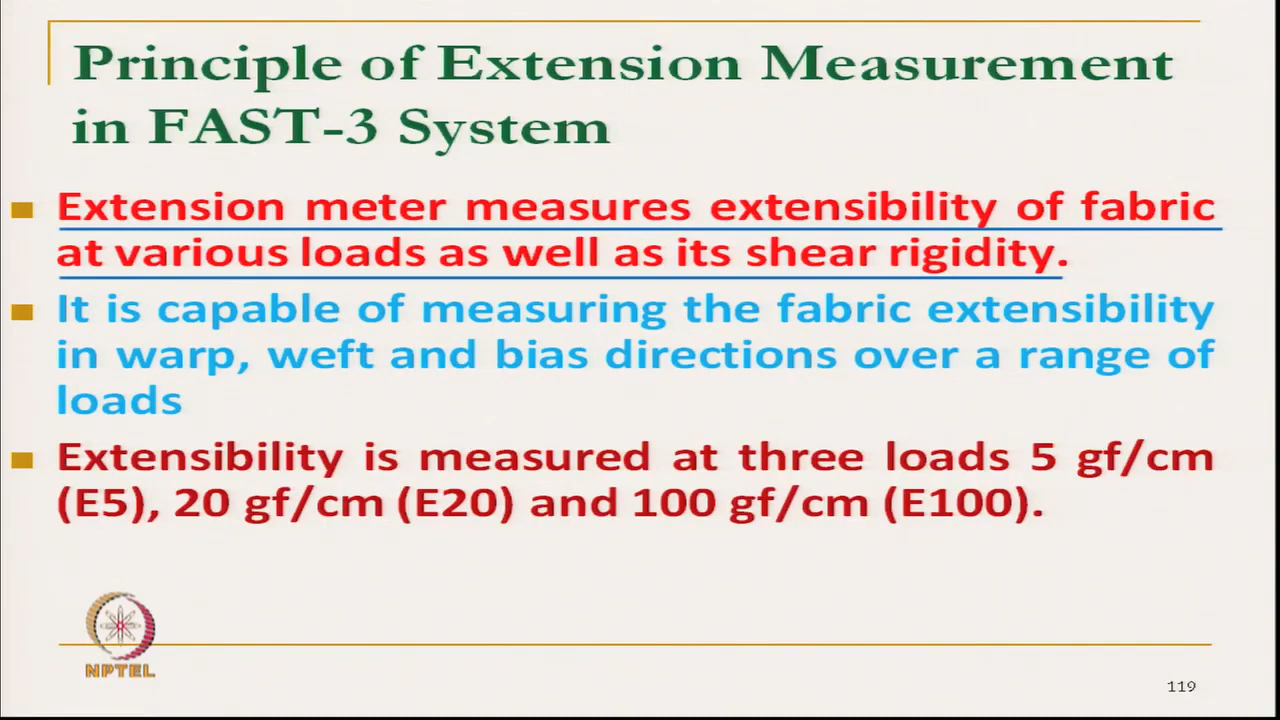 Principle of Extension Measurement
in FAST-3 System
Extension meter measures extensibility of fabric
at various loads as well as its shear rigidity.
It is capable of measuring the fabric extensibility
in warp, weft and bias directions over a range of
loads
Extensibility is measured at three loads 5 gf/cm
(E5), 20 gf/cm (E20) and 100 gf/cm (E100).
NPTEL
119